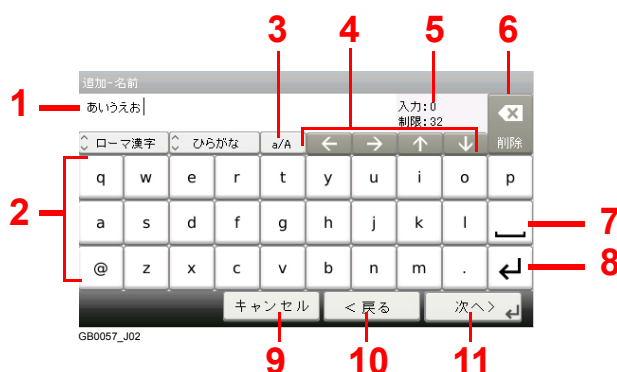 3 4 5 6
追加-名前
1 あいうえお 入力:0
制限:32
ローマ漢字 ひらがな a/A ← → ↑ ↓ 削除
q w e r t y u i o p
2
a s d f g h j k l 7
@ z x c v b n m . 8
キャンセル < 戻る 次へ>
GB0057_J02
9 10 11